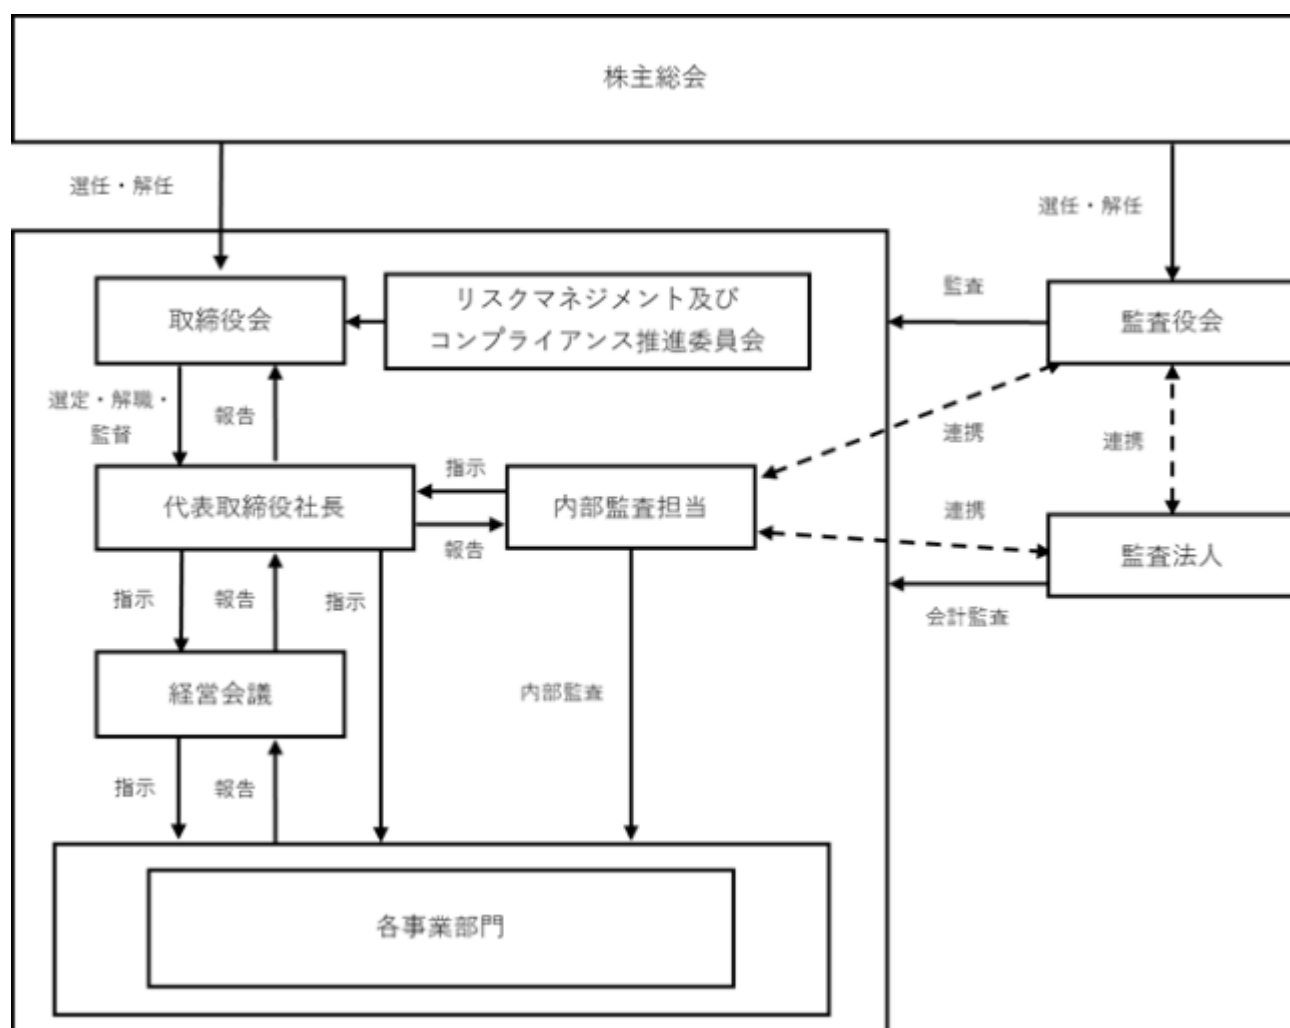 株主総会
選任・解任
選任・解任
取締役会
リスクマネジメント及び
コンプライアンス推進委員会
監査
監査役会
選定・解職・
監督
報告
連携
連携
代表取締役社長
指示
報告
内部監査担当
連携
監査法人
会計監査
指示
報告
指示
経営会議
内部監査
指示
報告
各事業部門